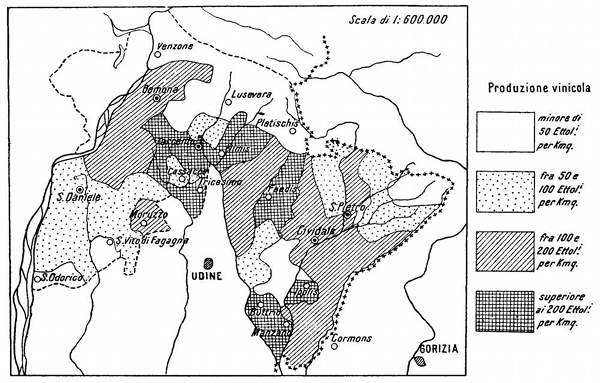 Scala di 1:600.000
Venzone
Gemona
Lusevera
Platischis
Tarcento
Nimis
Cassacco
Tricesimo
Faedis
S. Daniele
Moruzzo
S. Pietro
S. Vito di Fagagna
Cividale
S. Odorico
UDINE
Buttrio
Manzano
Cormons
GORIZIA
Produzione vinicola
minore di
50 Ettol.
per Kmq.
fra 50 e
100 Ettol.
per Kmq.
fra 100 e
200 Ettol.
per Kmq.
superiore
ai 200 Ettol.
per Kmq.